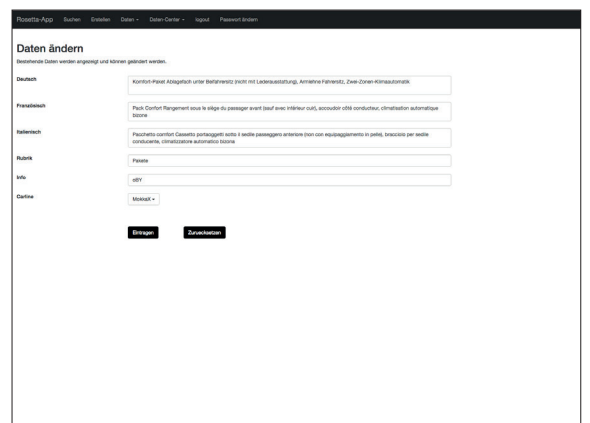 Rosetta-App Suchen Erstellen Daten Daten-Center logout Passwort ändern
Daten ändern
Bestehende Daten werden angezeigt und können geändert werden.
Deutsch
Komfort-Paket Ablagefach unter Beifahrersitz (nicht mit Lederausstattung), Armlehne Fahrersitz, Zwei-Zonen-Klimaautomatik
Französisch
Pack Confort Rangement sous le siège du passager avant (sauf avec intérieur cuir), accoudoir côté conducteur, climatisation automatique
bizone
Italienisch
Pacchetto comfort Cassetto portaoggetti sotto il sedile passeggero anteriore (non con equipaggiamento in pelle), bracciolo per sedile
conducente, climatizzatore automatico bizona
Rubrik
Pakete
Info
Carline
MokkaX
Eintragen Zuruecksetzen